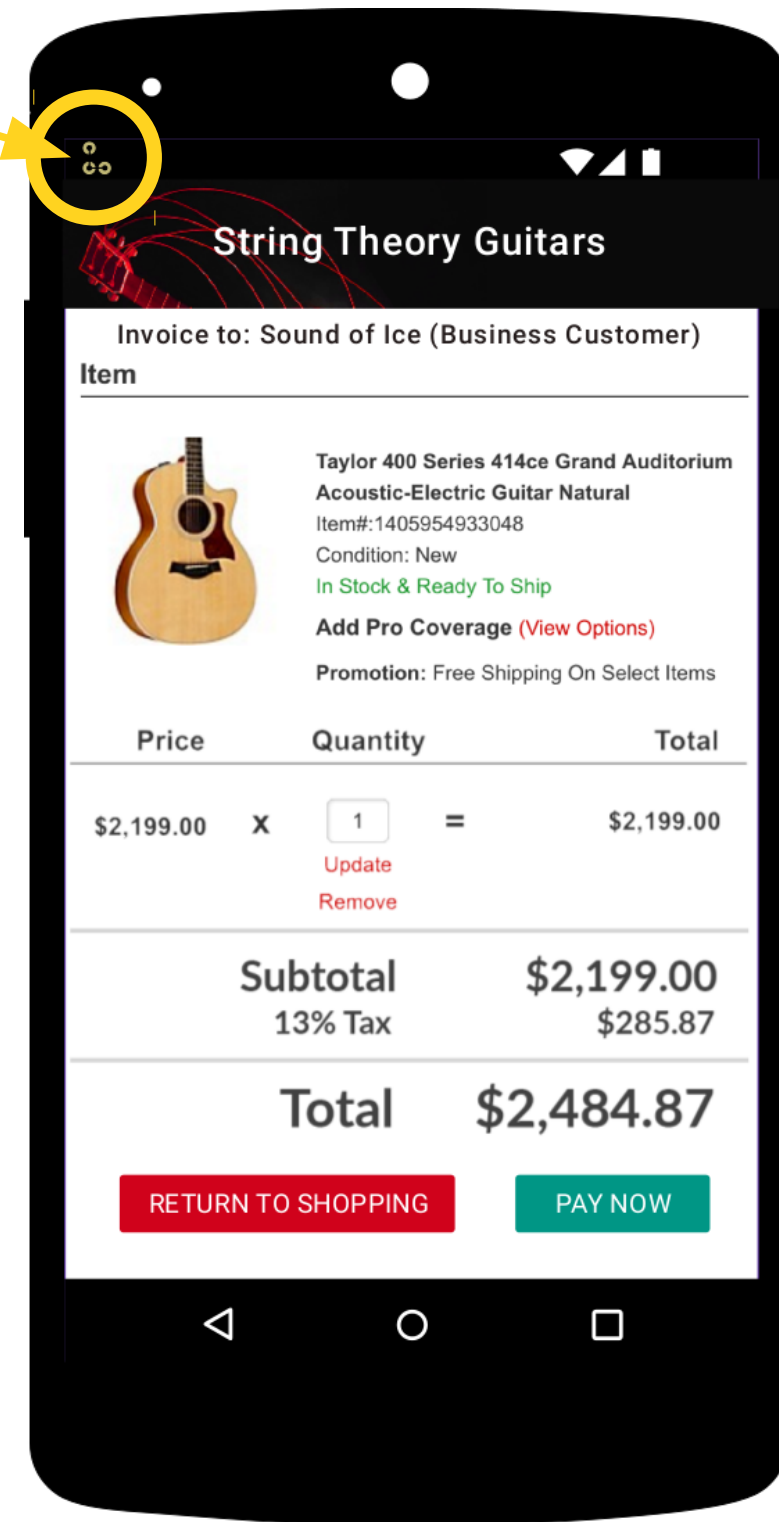 String Theory Guitars
Invoice to: Sound of Ice (Business Customer)
Item
Taylor 400 Series 414ce Grand Auditorium
Acoustic-Electric Guitar Natural
Item#:1405954933048
Condition: New
In Stock & Ready To Ship
Add Pro Coverage (View Options)
Promotion: Free Shipping On Select Items
Price Quantity Total
$2,199.00 x 1 = $2,199.00
Update
Remove
Subtotal $2,199.00
13% Tax $285.87
Total $2,484.87
RETURN TO SHOPPING PAY NOW